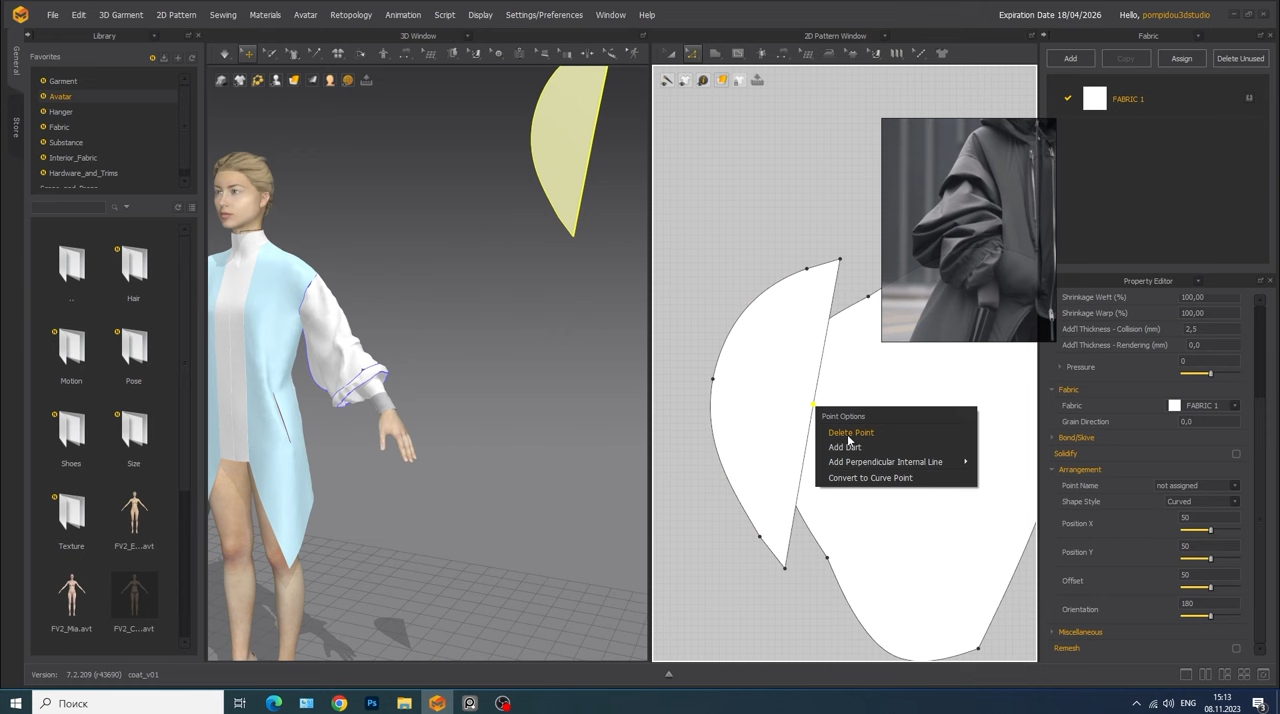 File Edit 3D Garment 2D Pattern Sewing Materials Avatar Retopology Animation Script Display Settings/Preferences Window Help
Expiration Date 18/04/2026 Hello, pompidou3dstudio
General
Store
Library
Favorites
Garment
Avatar
Hanger
Fabric
Substance
Interior_Fabric
Hardware_and_Trims
..
Hair
Motion
Pose
Shoes
Size
Texture
FV2_E...avt
FV2_Mia.avt
FV2_C...avt
3D Window
2D Pattern Window
Point Options
Delete Point
Add Dart
Add Perpendicular Internal Line
Convert to Curve Point
Fabric
Add Copy Assign Delete Unused
FABRIC 1
Property Editor
Shrinkage Weft (%) 100,00
Shrinkage Warp (%) 100,00
Add'l Thickness - Collision (mm) 2,5
Add'l Thickness - Rendering (mm) 0,0
Pressure 0
Fabric
Fabric FABRIC 1
Grain Direction 0,0
Bond/Skive
Solidify
Arrangement
Point Name not assigned
Shape Style Curved
Position X 50
Position Y 50
Offset 50
Orientation 180
Miscellaneous
Remesh
Version: 7.2.209 (r43690) coat_v01
Поиск
Ps
ENG
15:13
08.11.2023
3